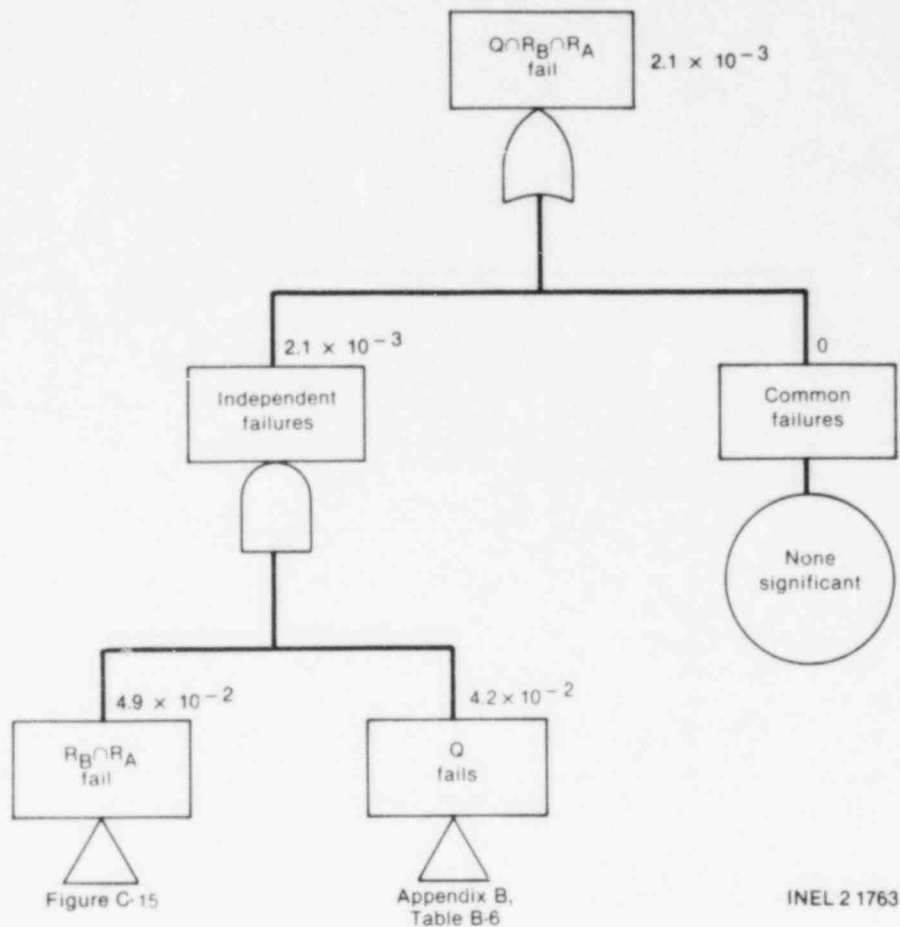 Q∩R_B∩R_A
fail
2.1 × 10⁻³
2.1 × 10⁻³
0
Independent
failures
Common
failures
None
significant
4.9 × 10⁻²
4.2 × 10⁻²
R_B∩R_A
fail
Q
fails
Figure C-15
Appendix B,
Table B-6
INEL 2 1763